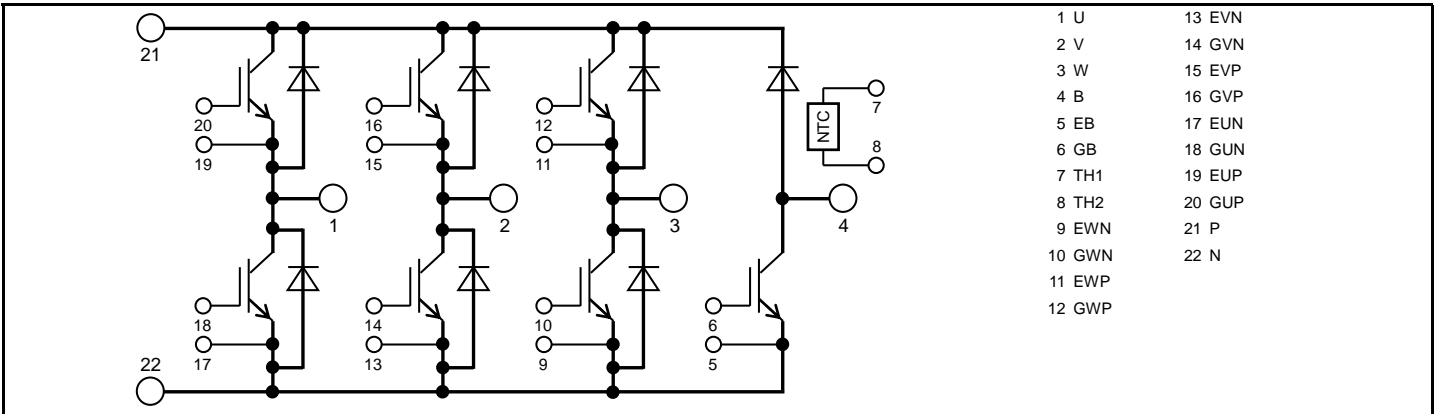 21
20
19
16
15
12
11
NTC
7
8
1
2
3
4
18
17
14
13
10
9
6
5
22
1 U
2 V
3 W
4 B
5 EB
6 GB
7 TH1
8 TH2
9 EWN
10 GWN
11 EWP
12 GWP
13 EVN
14 GVN
15 EVP
16 GVP
17 EUN
18 GUN
19 EUP
20 GUP
21 P
22 N